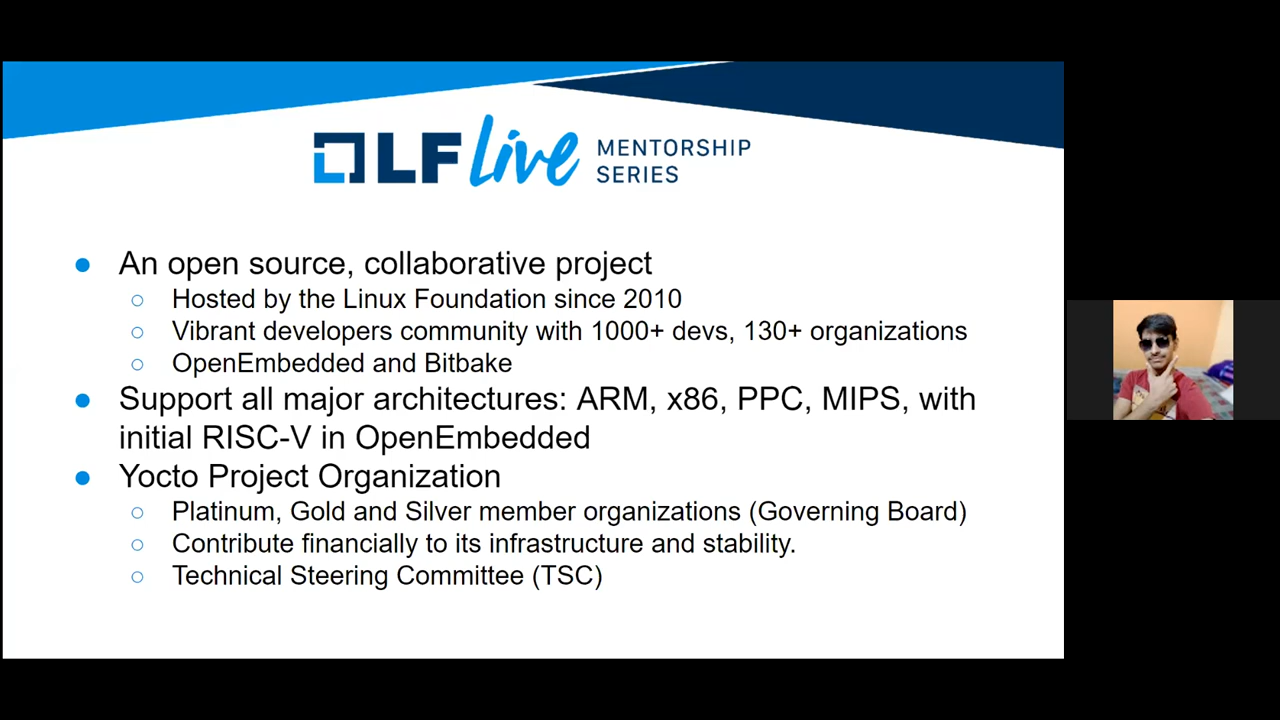 LF Live MENTORSHIP
SERIES
● An open source, collaborative project
○ Hosted by the Linux Foundation since 2010
○ Vibrant developers community with 1000+ devs, 130+ organizations
○ OpenEmbedded and Bitbake
● Support all major architectures: ARM, x86, PPC, MIPS, with
initial RISC-V in OpenEmbedded
● Yocto Project Organization
○ Platinum, Gold and Silver member organizations (Governing Board)
○ Contribute financially to its infrastructure and stability.
○ Technical Steering Committee (TSC)